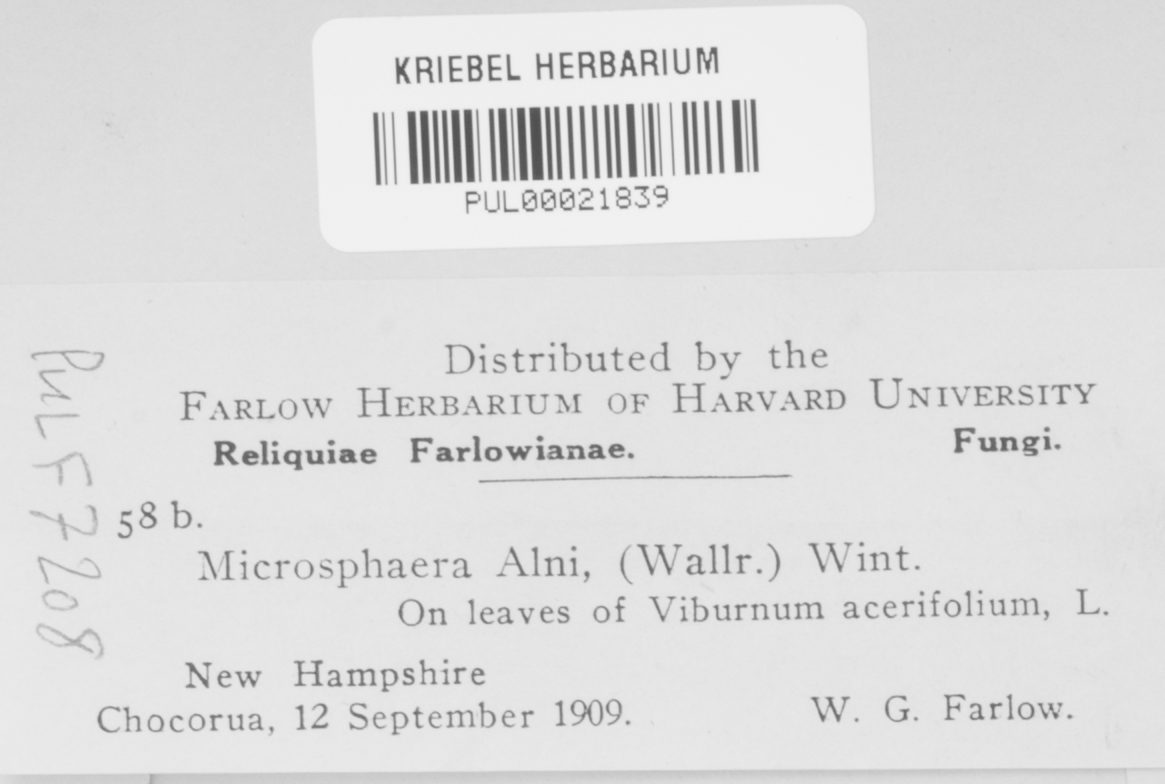 KRIEBEL HERBARIUM
PUL00021839
Distributed by the
FARLOW HERBARIUM OF HARVARD UNIVERSITY
Reliquiae Farlowianae. Fungi.
58 b.
Microsphaera Alni, (Wallr.) Wint.
On leaves of Viburnum acerifolium, L.
New Hampshire
Chocorua, 12 September 1909. W. G. Farlow.
PUL F7208